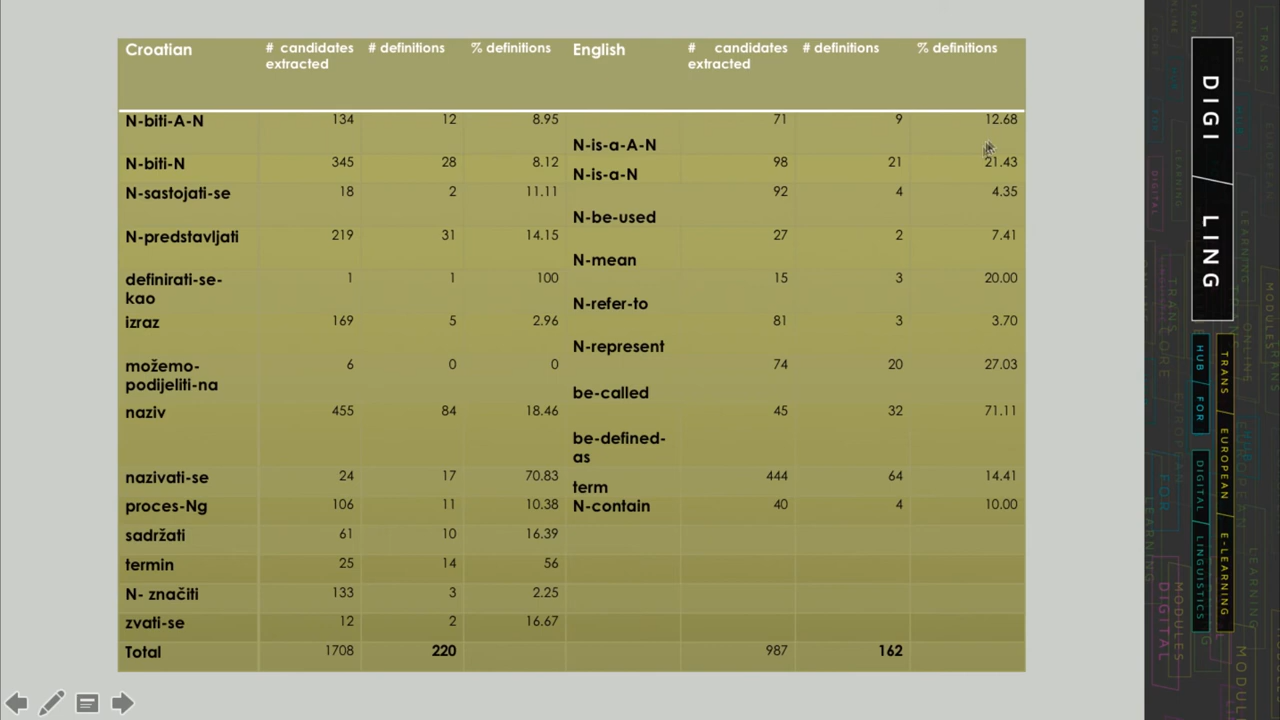 Croatian # candidates extracted # definitions % definitions English # candidates extracted # definitions % definitions
N-biti-A-N 134 12 8.95 N-is-a-A-N 71 9 12.68
N-biti-N 345 28 8.12 N-is-a-N 98 21 21.43
N-sastojati-se 18 2 11.11 N-be-used 92 4 4.35
N-predstavljati 219 31 14.15 N-mean 27 2 7.41
definirati-se-kao 1 1 100 N-refer-to 15 3 20.00
izraz 169 5 2.96 N-represent 81 3 3.70
možemo-podijeliti-na 6 0 0 be-called 74 20 27.03
naziv 455 84 18.46 be-defined-as 45 32 71.11
nazivati-se 24 17 70.83 term 444 64 14.41
proces-Ng 106 11 10.38 N-contain 40 4 10.00
sadržati 61 10 16.39
termin 25 14 56
N- značiti 133 3 2.25
zvati-se 12 2 16.67
Total 1708 220 987 162
DIGI / LING
HUB / FOR / DIGITAL / LINGUISTICS
TRANS / EUROPEAN / E-LEARNING